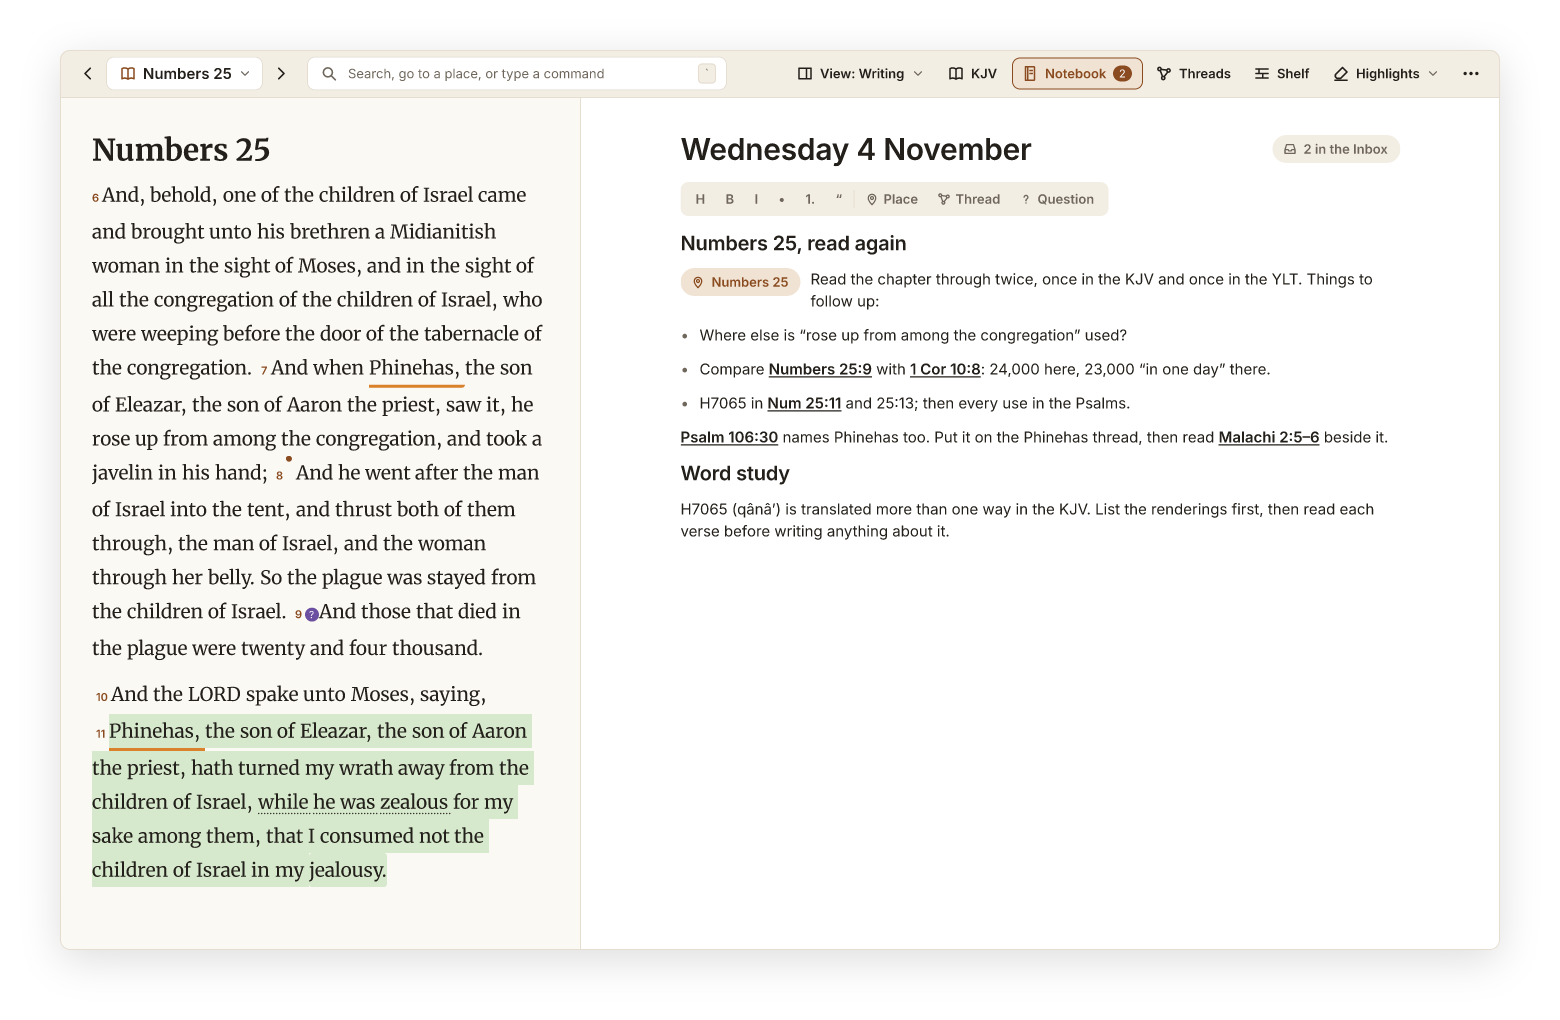 Numbers 25
Search, go to a place, or type a command
`
View: Writing
KJV
Notebook 2
Threads
Shelf
Highlights
Numbers 25
6 And, behold, one of the children of Israel came
and brought unto his brethren a Midianitish
woman in the sight of Moses, and in the sight of
all the congregation of the children of Israel, who
were weeping before the door of the tabernacle of
the congregation. 7 And when Phinehas, the son
of Eleazar, the son of Aaron the priest, saw it, he
rose up from among the congregation, and took a
javelin in his hand; 8 And he went after the man
of Israel into the tent, and thrust both of them
through, the man of Israel, and the woman
through her belly. So the plague was stayed from
the children of Israel. 9 ? And those that died in
the plague were twenty and four thousand.
10 And the LORD spake unto Moses, saying,
11 Phinehas, the son of Eleazar, the son of Aaron
the priest, hath turned my wrath away from the
children of Israel, while he was zealous for my
sake among them, that I consumed not the
children of Israel in my jealousy.
Wednesday 4 November
2 in the Inbox
H B I • 1. “ Place Thread ? Question
Numbers 25, read again
Numbers 25 Read the chapter through twice, once in the KJV and once in the YLT. Things to
follow up:
• Where else is “rose up from among the congregation” used?
• Compare Numbers 25:9 with 1 Cor 10:8: 24,000 here, 23,000 “in one day” there.
• H7065 in Num 25:11 and 25:13; then every use in the Psalms.
Psalm 106:30 names Phinehas too. Put it on the Phinehas thread, then read Malachi 2:5–6 beside it.
Word study
H7065 (qânâʼ) is translated more than one way in the KJV. List the renderings first, then read each
verse before writing anything about it.